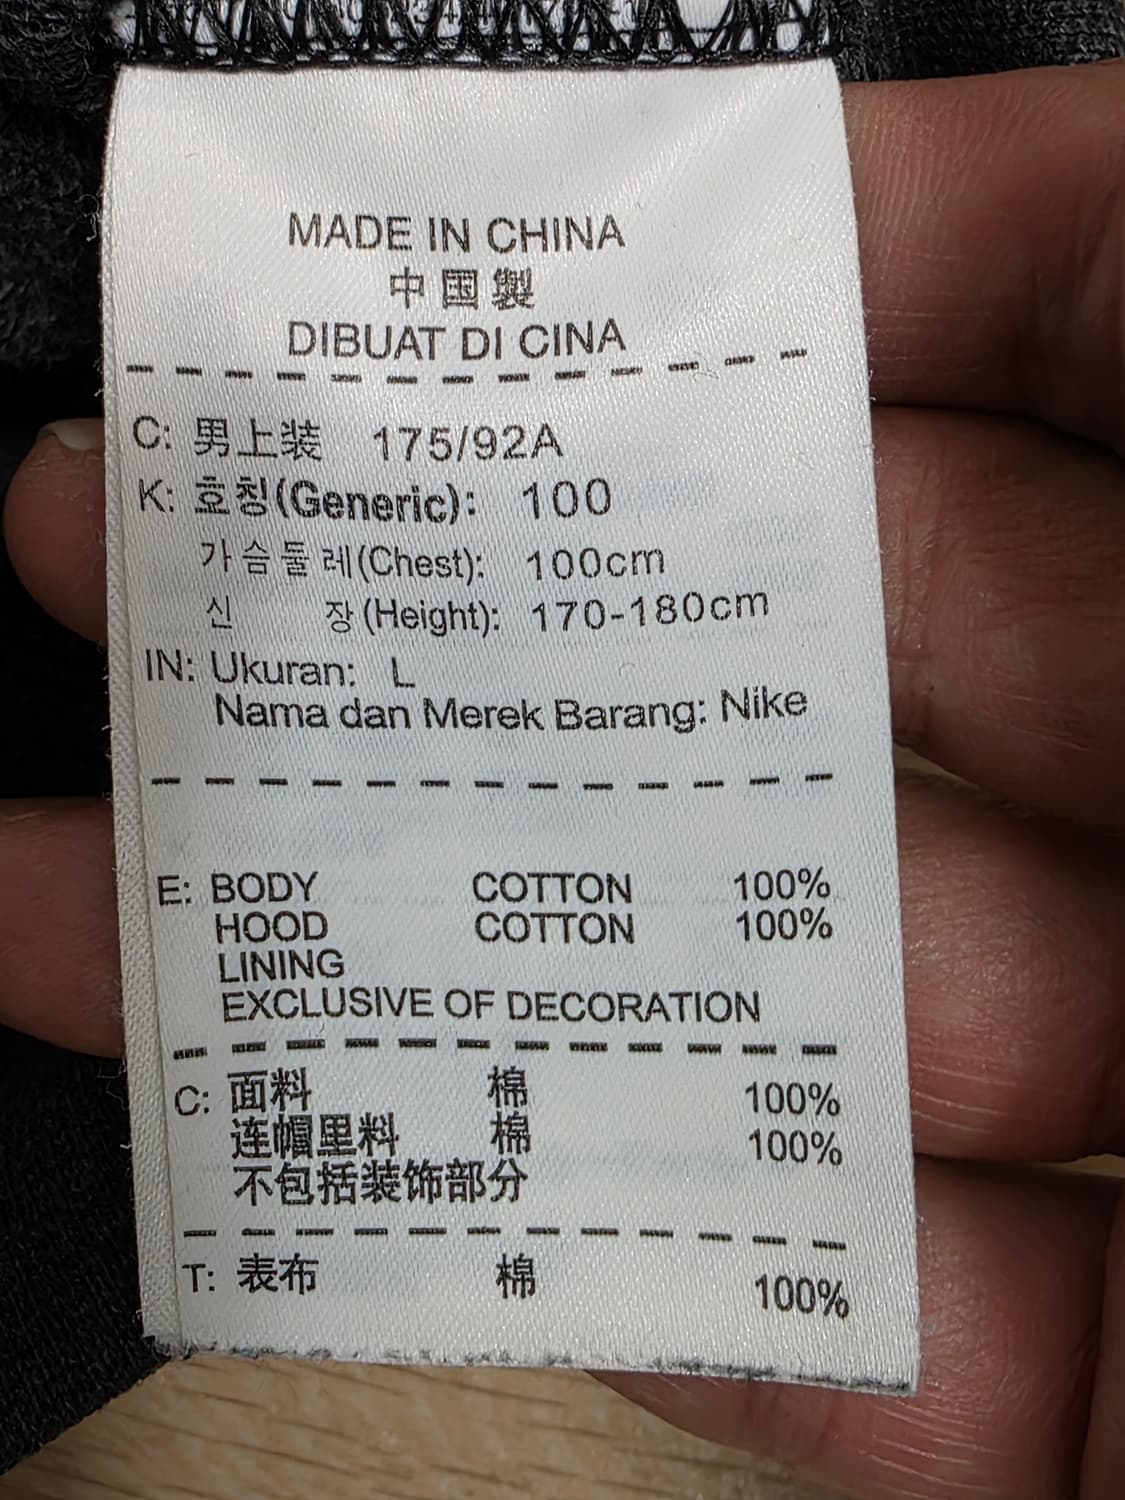 MADE IN CHINA
中国製
DIBUAT DI CINA
C: 男上装 175/92A
K: 호칭(Generic): 100
가슴둘레(Chest): 100cm
신 장(Height): 170-180cm
IN: Ukuran: L
Nama dan Merek Barang: Nike
E: BODY COTTON 100%
HOOD COTTON 100%
LINING
EXCLUSIVE OF DECORATION
C: 面料 棉 100%
连帽里料 棉 100%
不包括装饰部分
T: 表布 棉 100%